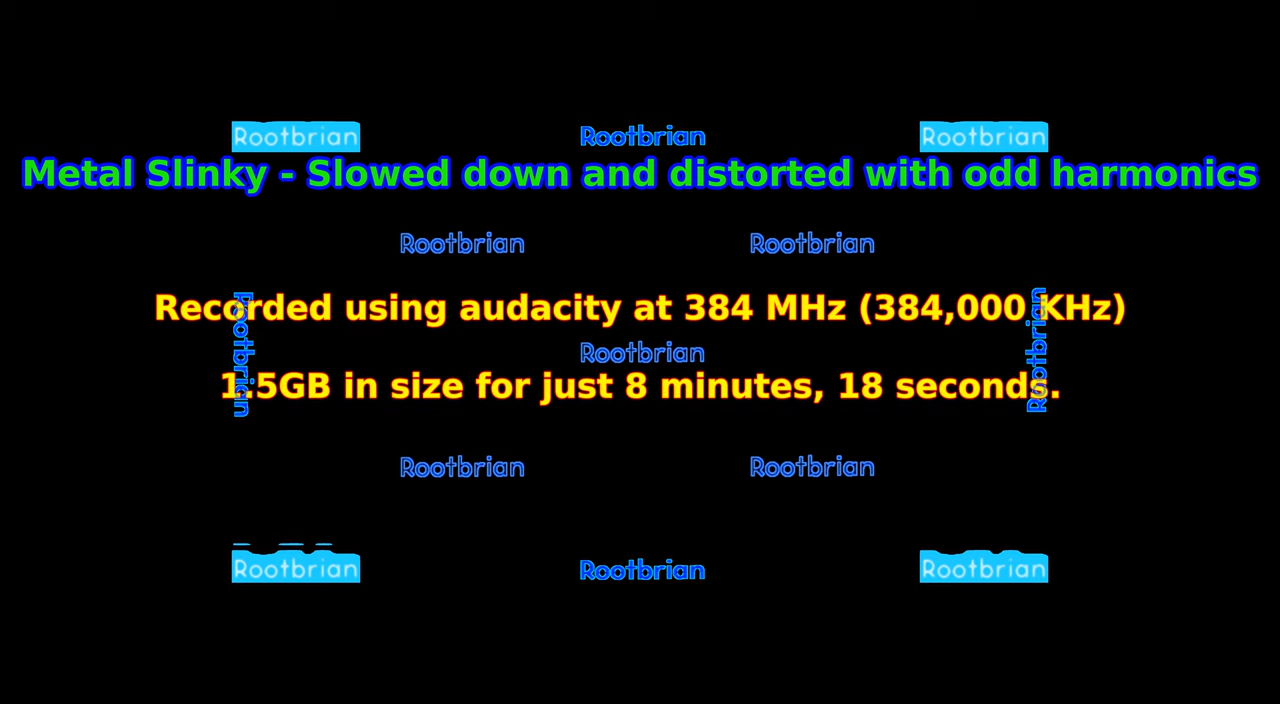 Rootbrian Rootbrian Rootbrian
Metal Slinky - Slowed down and distorted with odd harmonics
Rootbrian Rootbrian
Recorded using audacity at 384 MHz (384,000 KHz)
Rootbrian
Rootbrian
Rootbrian
1.5GB in size for just 8 minutes, 18 seconds.
Rootbrian Rootbrian
Rootbrian Rootbrian Rootbrian